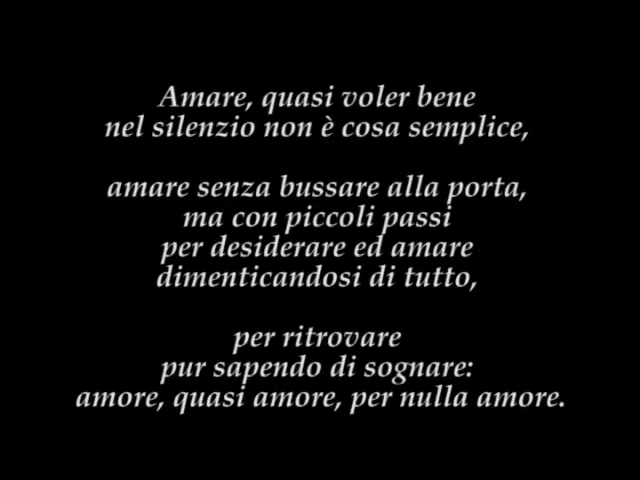 Amare, quasi voler bene
nel silenzio non è cosa semplice,
amare senza bussare alla porta,
ma con piccoli passi
per desiderare ed amare
dimenticandosi di tutto,
per ritrovare
pur sapendo di sognare:
amore, quasi amore, per nulla amore.